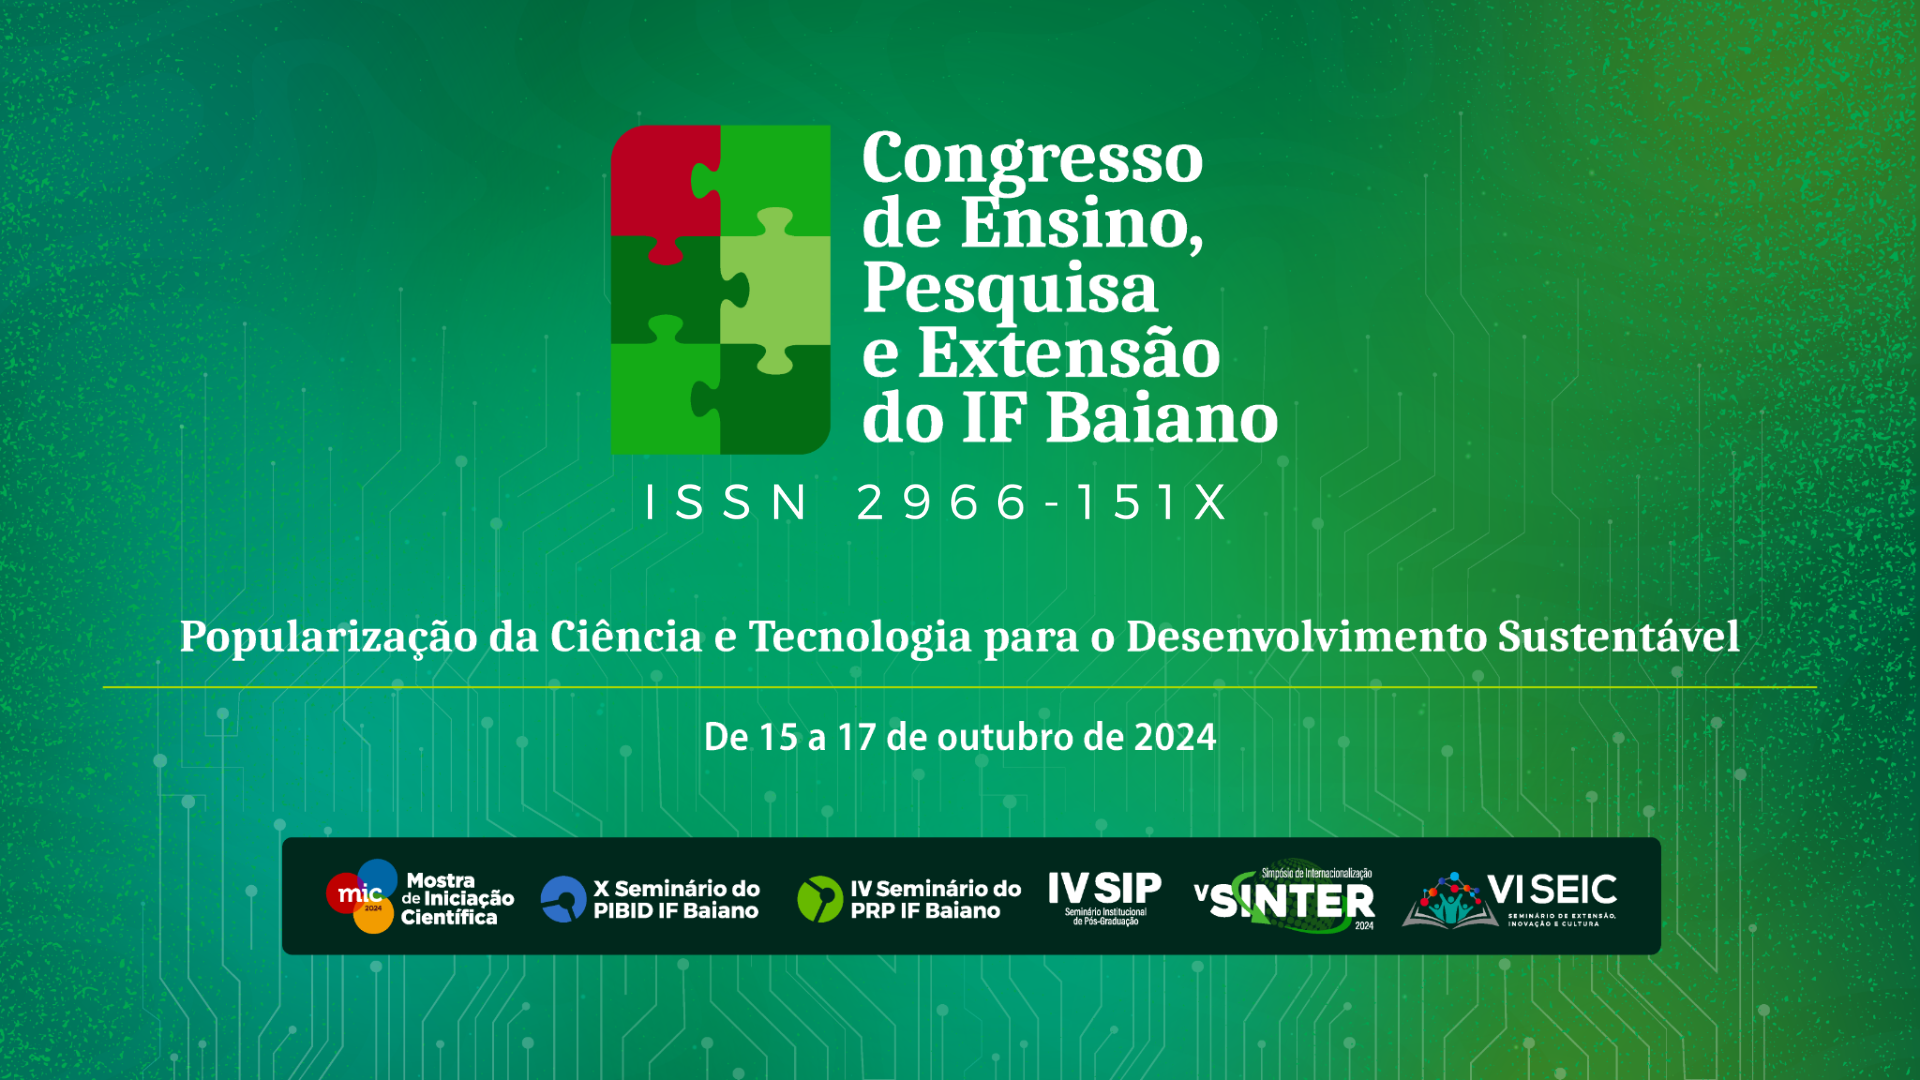 Congresso
de Ensino,
Pesquisa
e Extensão
do IF Baiano
ISSN 2966-151X
Popularização da Ciência e Tecnologia para o Desenvolvimento Sustentável
De 15 a 17 de outubro de 2024
mic
2024
Mostra
de Iniciação
Científica
X Seminário do
PIBID IF Baiano
IV Seminário do
PRP IF Baiano
IV SIP
Seminário Institucional
de Pós-Graduação
Simpósio de Internacionalização
V SINTER
2024
VI SEIC
SEMINÁRIO DE EXTENSÃO,
INOVAÇÃO E CULTURA